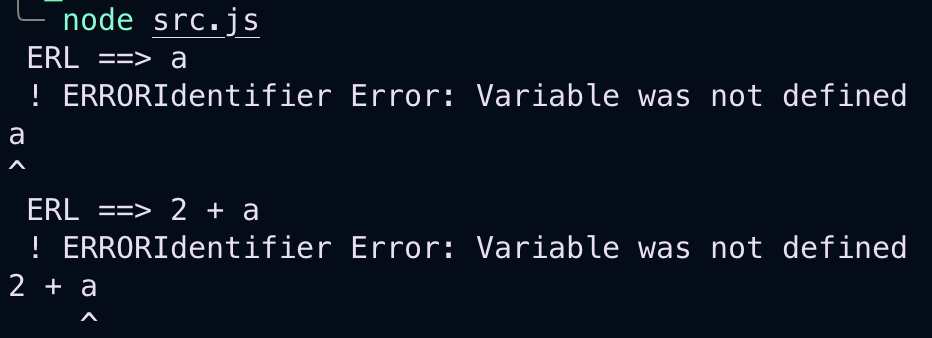 node src.js
ERL ==> a
! ERRORIdentifier Error: Variable was not defined
a
^
ERL ==> 2 + a
! ERRORIdentifier Error: Variable was not defined
2 + a
    ^